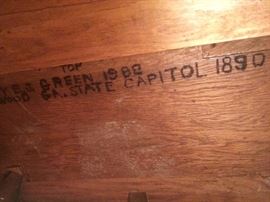 TOP
GREEN 1988
GA. STATE CAPITOL 1890